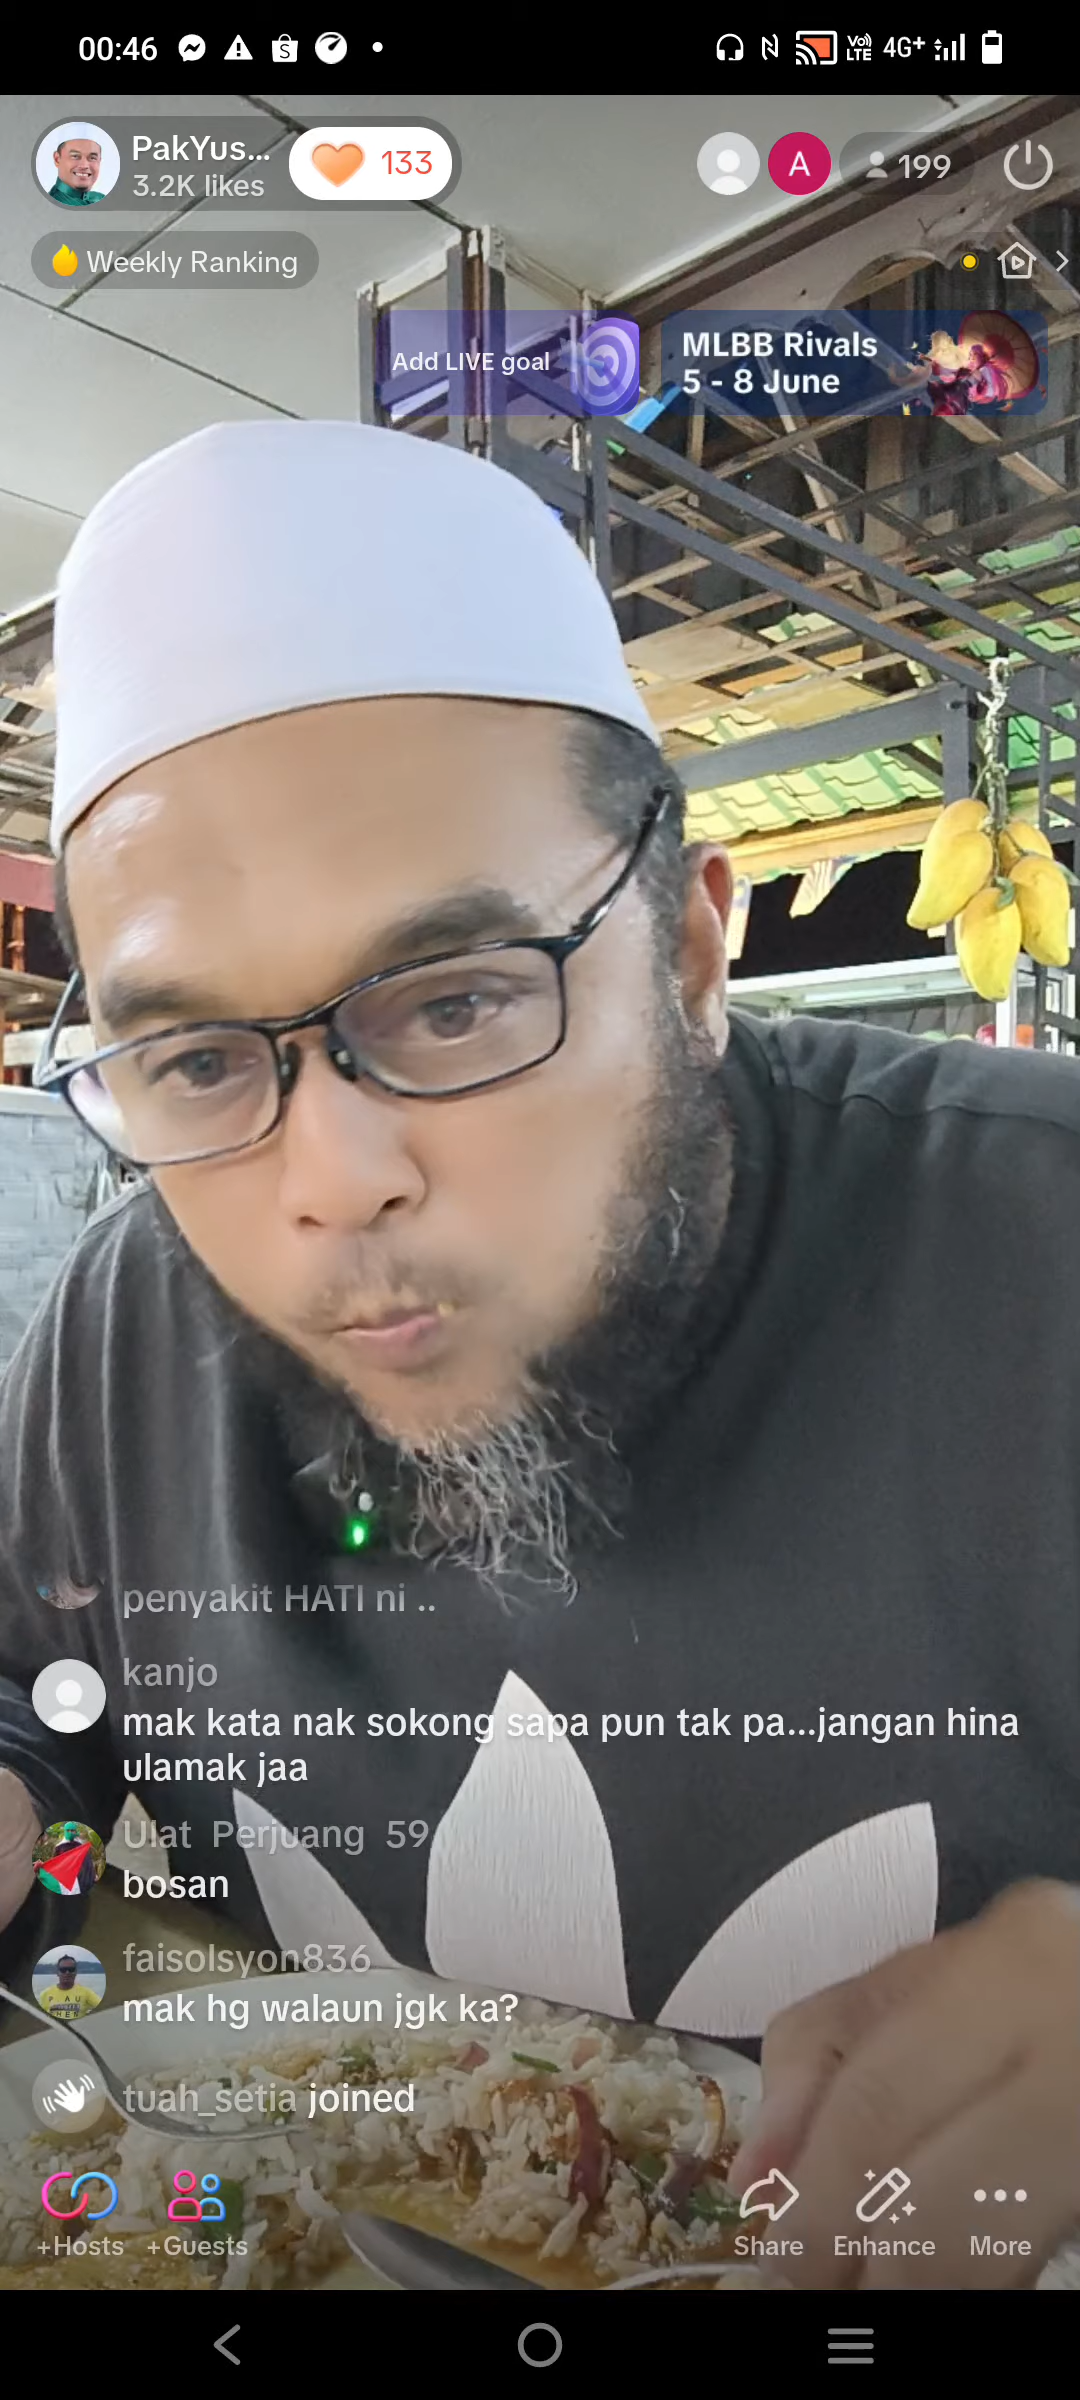 00:46
4G+
VoLTE
PakYus...
3.2K likes
133
A
199
Weekly Ranking
Add LIVE goal
MLBB Rivals
5 - 8 June
penyakit HATI ni ..
kanjo
mak kata nak sokong sapa pun tak pa...jangan hina
ulamak jaa
Ulat Perjuang 59
bosan
faisolsyon836
mak hg walaun jgk ka?
tuah_setia joined
+Hosts
+Guests
Share
Enhance
More